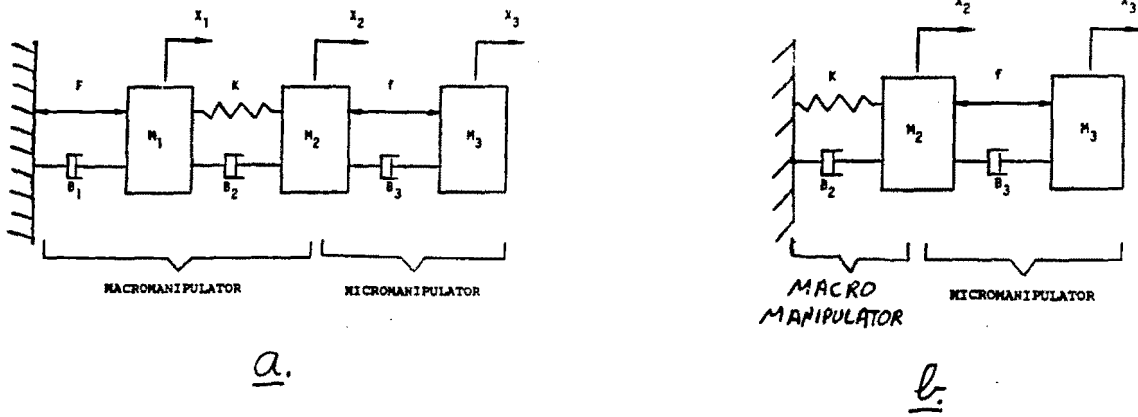 X1 X2 X3
F K f
M1 M2 M3
B1 B2 B3
MACROMANIPULATOR MICROMANIPULATOR
a.
X2 X3
K f
M2 M3
B2 B3
MACRO
MANIPULATOR
MICROMANIPULATOR
b.